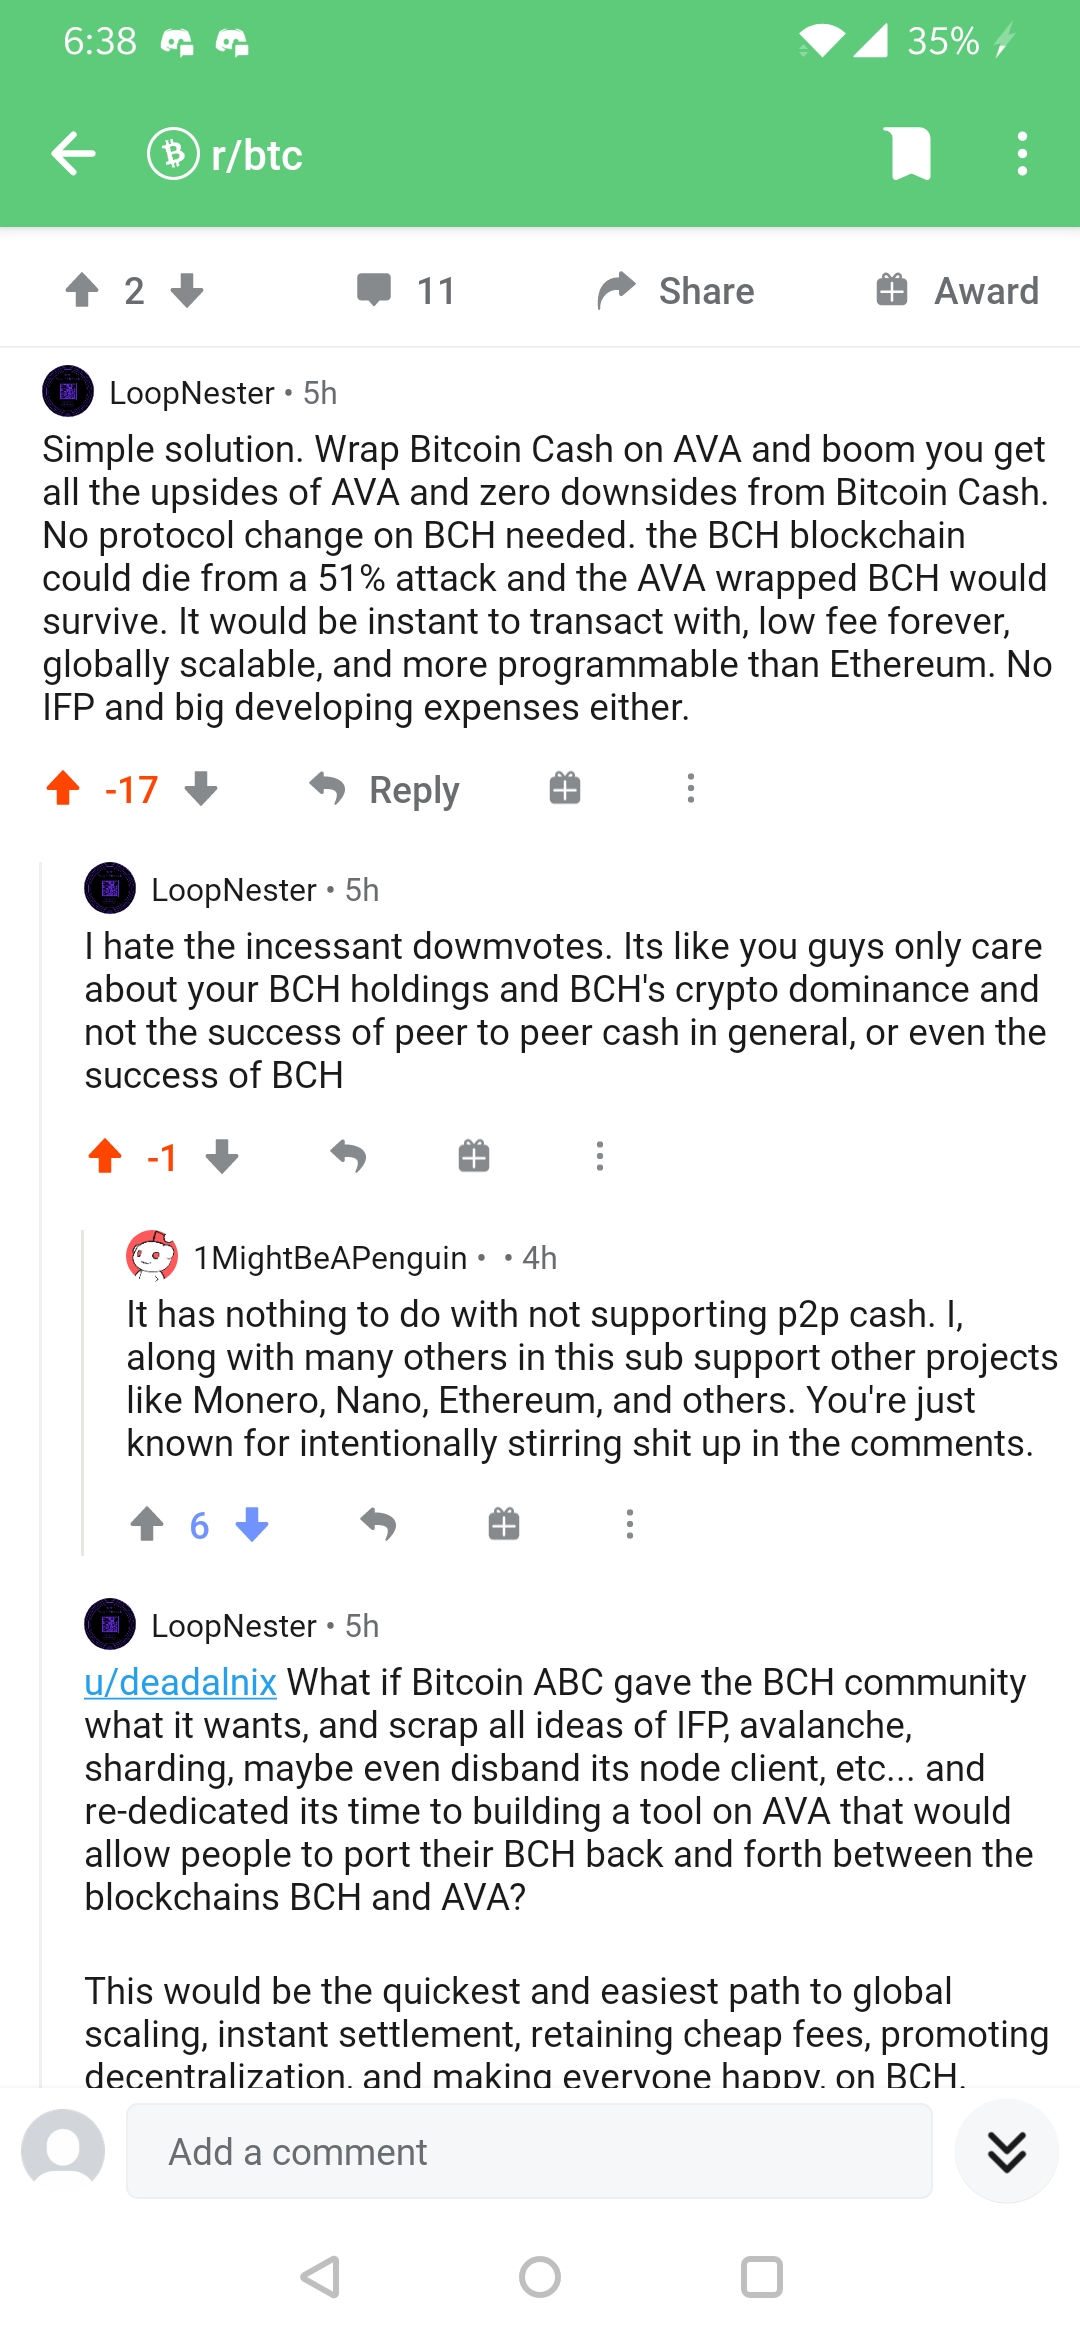 6:38
35%
r/btc
2
11
Share
Award
LoopNester • 5h
Simple solution. Wrap Bitcoin Cash on AVA and boom you get
all the upsides of AVA and zero downsides from Bitcoin Cash.
No protocol change on BCH needed. the BCH blockchain
could die from a 51% attack and the AVA wrapped BCH would
survive. It would be instant to transact with, low fee forever,
globally scalable, and more programmable than Ethereum. No
IFP and big developing expenses either.
-17
Reply
LoopNester • 5h
I hate the incessant dowmvotes. Its like you guys only care
about your BCH holdings and BCH's crypto dominance and
not the success of peer to peer cash in general, or even the
success of BCH
-1
1MightBeAPenguin • • 4h
It has nothing to do with not supporting p2p cash. I,
along with many others in this sub support other projects
like Monero, Nano, Ethereum, and others. You're just
known for intentionally stirring shit up in the comments.
6
LoopNester • 5h
u/deadalnix What if Bitcoin ABC gave the BCH community
what it wants, and scrap all ideas of IFP, avalanche,
sharding, maybe even disband its node client, etc... and
re-dedicated its time to building a tool on AVA that would
allow people to port their BCH back and forth between the
blockchains BCH and AVA?
This would be the quickest and easiest path to global
scaling, instant settlement, retaining cheap fees, promoting
decentralization, and making everyone happy, on BCH.
Add a comment